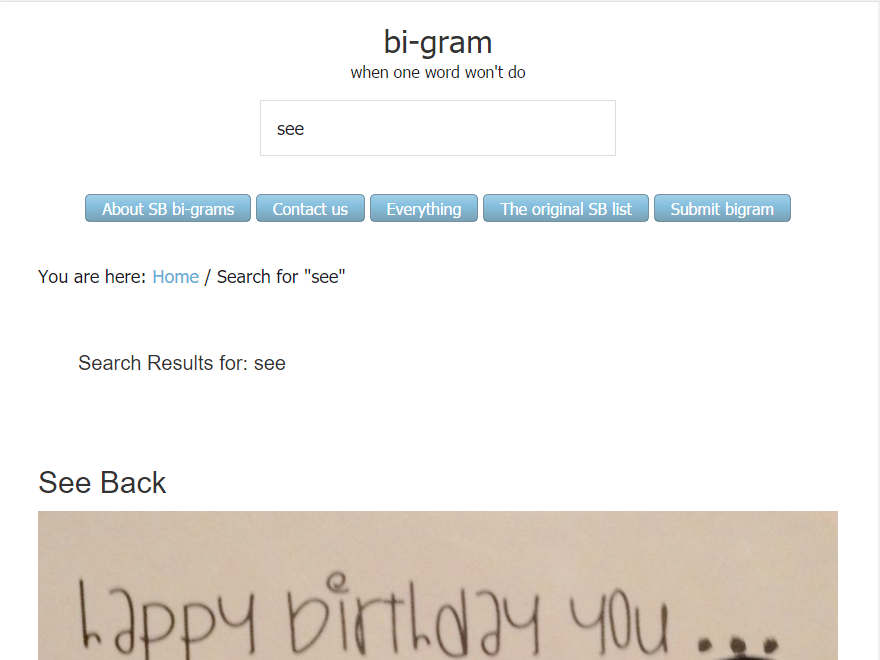 bi-gram
when one word won't do
see
About SB bi-grams
Contact us
Everything
The original SB list
Submit bigram
You are here: Home / Search for "see"
Search Results for: see
See Back
happy birthday you...